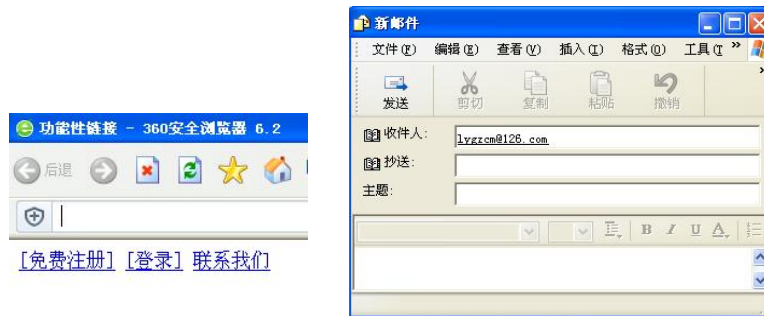 功能性链接 - 360安全浏览器 6.2
后退
[免费注册] [登录] 联系我们
新邮件
文件(F) 编辑(E) 查看(V) 插入(I) 格式(O) 工具(T »
发送 剪切 复制 粘贴 撤销 »
收件人: lygzcm@126.com
抄送:
主题:
B I U A